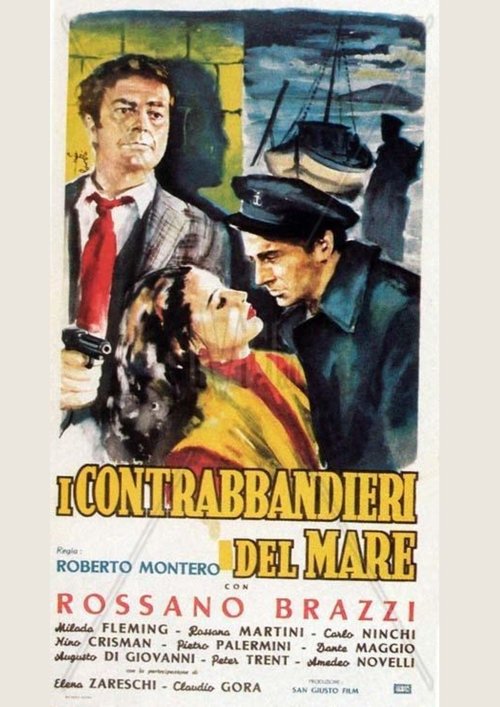 I CONTRABBANDIERI
DEL MARE
Regia:
ROBERTO MONTERO
CON
ROSSANO BRAZZI
Milada FLEMING - Rossana MARTINI - Carlo NINCHI
Nino CRISMAN - Pietro PALERMINI - Dante MAGGIO
Augusto DI GIOVANNI - Peter TRENT - Amedeo NOVELLI
con la partecipazione di
Elena ZARESCHI - Claudio GORA
PRODUZIONE:
SAN GIUSTO FILM